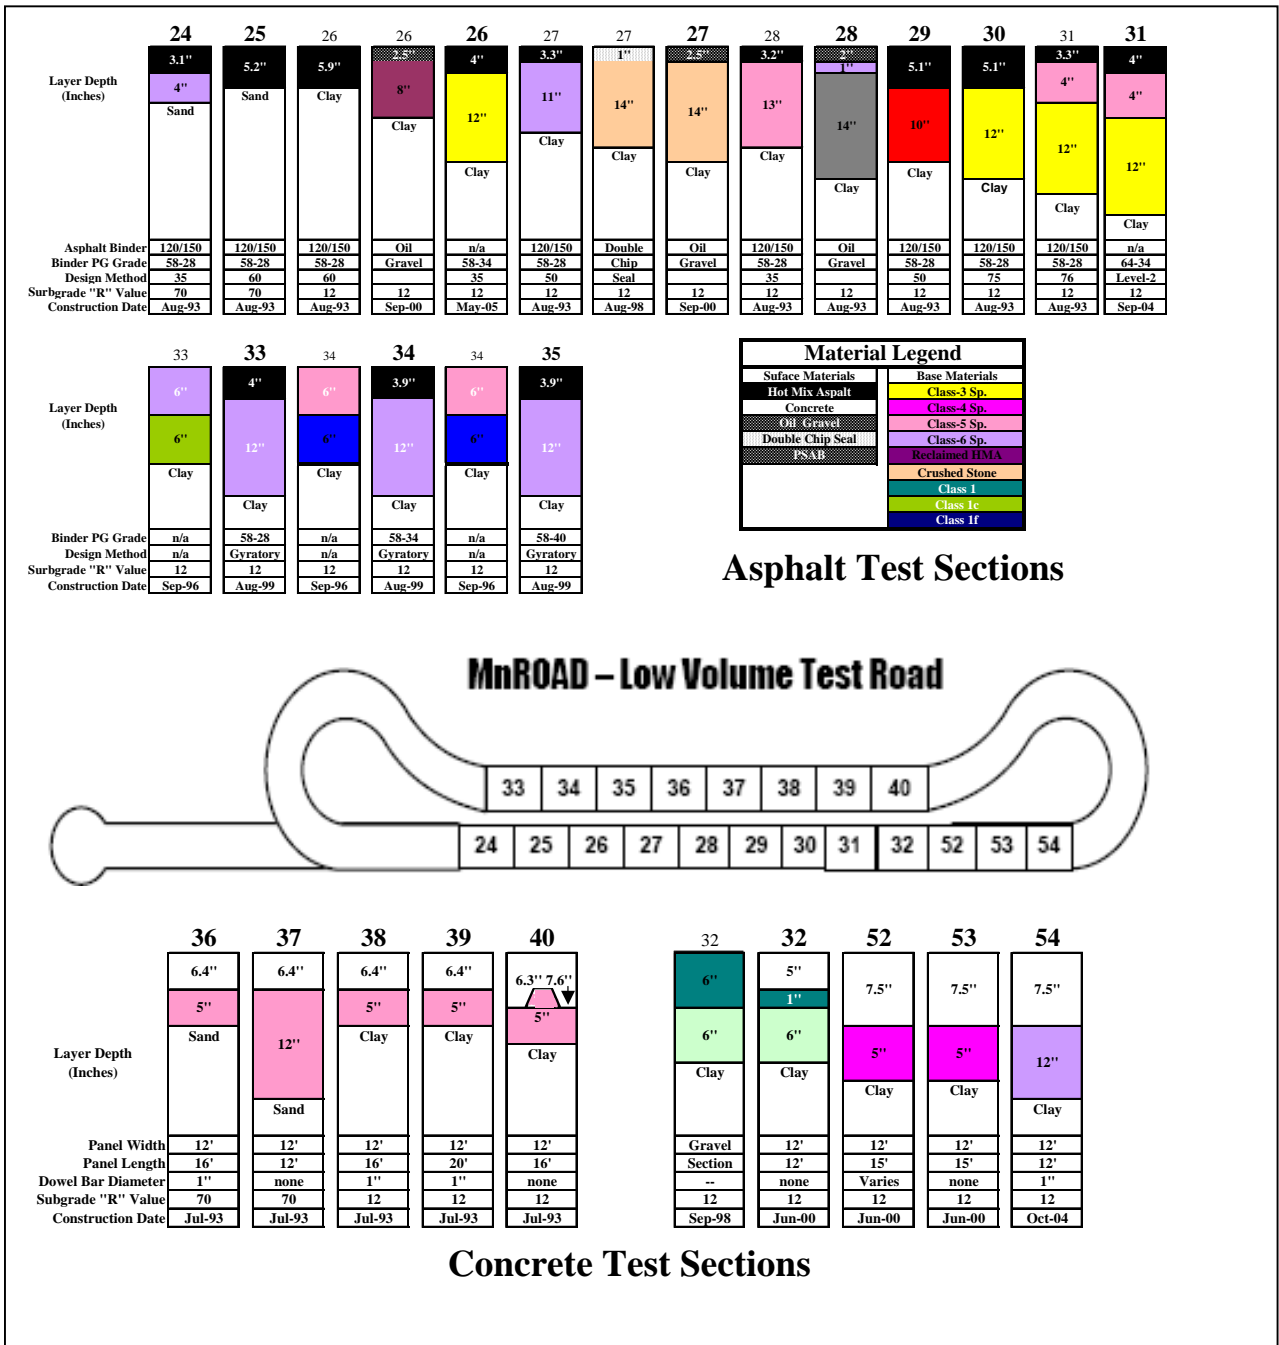 24 25 26 26 26 27 27 27 28 28 29 30 31 31
3.1" 5.2" 5.9" 2.5" 4" 3.3" 1" 2.5" 3.2" 2" 5.1" 5.1" 3.3" 4"
Layer Depth
(Inches)
4" Sand Clay 8" 12" 11" 14" 14" 13" 1" 14" 10" 12" 4" 4"
Sand Clay Clay Clay Clay Clay Clay Clay Clay Clay 12" 12"
Clay Clay
Asphalt Binder 120/150 120/150 120/150 Oil n/a 120/150 Double Oil 120/150 Oil 120/150 120/150 120/150 n/a
Binder PG Grade 58-28 58-28 58-28 Gravel 58-34 58-28 Chip Gravel 58-28 Gravel 58-28 58-28 58-28 64-34
Design Method 35 60 60 35 50 Seal 35 50 75 76 Level-2
Surbgrade "R" Value 70 70 12 12 12 12 12 12 12 12 12 12 12 12
Construction Date Aug-93 Aug-93 Aug-93 Sep-00 May-05 Aug-93 Aug-98 Sep-00 Aug-93 Aug-93 Aug-93 Aug-93 Aug-93 Sep-04
33 33 34 34 34 35
6" 4" 6" 3.9" 6" 3.9"
Layer Depth
(Inches)
6" 12" 6" 12" 6" 12"
Clay Clay Clay
Clay Clay Clay
Binder PG Grade n/a 58-28 n/a 58-34 n/a 58-40
Design Method n/a Gyratory n/a Gyratory n/a Gyratory
Surbgrade "R" Value 12 12 12 12 12 12
Construction Date Sep-96 Aug-99 Sep-96 Aug-99 Sep-96 Aug-99
Material Legend
Suface Materials Base Materials
Hot Mix Aspalt Class-3 Sp.
Concrete Class-4 Sp.
Oil Gravel Class-5 Sp.
Double Chip Seal Class-6 Sp.
PSAB Reclaimed HMA
Crushed Stone
Class 1
Class 1c
Class 1f
Asphalt Test Sections
MnROAD – Low Volume Test Road
33 34 35 36 37 38 39 40
24 25 26 27 28 29 30 31 32 52 53 54
36 37 38 39 40 32 32 52 53 54
6.4" 6.4" 6.4" 6.4" 6.3" 7.6" 6" 5" 7.5" 7.5" 7.5"
5" 12" 5" 5" 5" 6" 1" 6" 5" 5" 12"
Sand Clay Clay Clay Clay Clay Clay Clay
Layer Depth
(Inches)
Sand Clay
Panel Width 12' 12' 12' 12' 12' Gravel 12' 12' 12' 12'
Panel Length 16' 12' 16' 20' 16' Section 12' 15' 15' 12'
Dowel Bar Diameter 1" none 1" 1" none -- none Varies none 1"
Subgrade "R" Value 70 70 12 12 12 12 12 12 12 12
Construction Date Jul-93 Jul-93 Jul-93 Jul-93 Jul-93 Sep-98 Jun-00 Jun-00 Jun-00 Oct-04
Concrete Test Sections